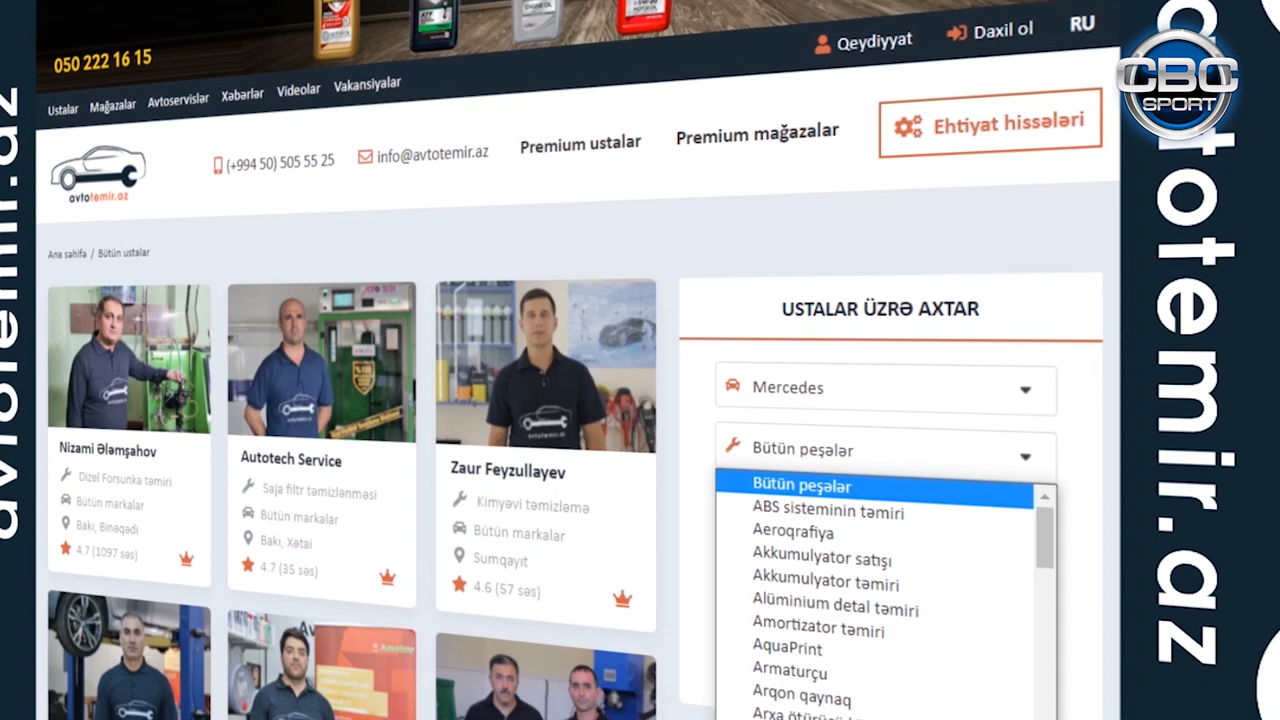 050 222 16 15
Qeydiyyat
Daxil ol
RU
CBC
SPORT
Ustalar
Mağazalar
Avtoservislər
Xəbərlər
Videolar
Vakansiyalar
avtotemir.az
(+994 50) 505 55 25
info@avtotemir.az
Premium ustalar
Premium mağazalar
Ehtiyat hissələri
Ana səhifə / Bütün ustalar
Nizami Ələmşahov
Dizel Forsunka təmiri
Bütün markalar
Bakı, Binəqədi
4.7 (1097 səs)
Autotech Service
Saja filtr təmizlənməsi
Bütün markalar
Bakı, Xətai
4.7 (35 səs)
Zaur Feyzullayev
Kimyəvi təmizləmə
Bütün markalar
Sumqayıt
4.6 (57 səs)
USTALAR ÜZRƏ AXTAR
Mercedes
Bütün peşələr
Bütün peşələr
ABS sisteminin təmiri
Aeroqrafiya
Akkumulyator satışı
Akkumulyator təmiri
Alüminium detal təmiri
Amortizator təmiri
AquaPrint
Armaturçu
Arqon qaynaq
Arxa
avtotemir.az
avtotemir.az